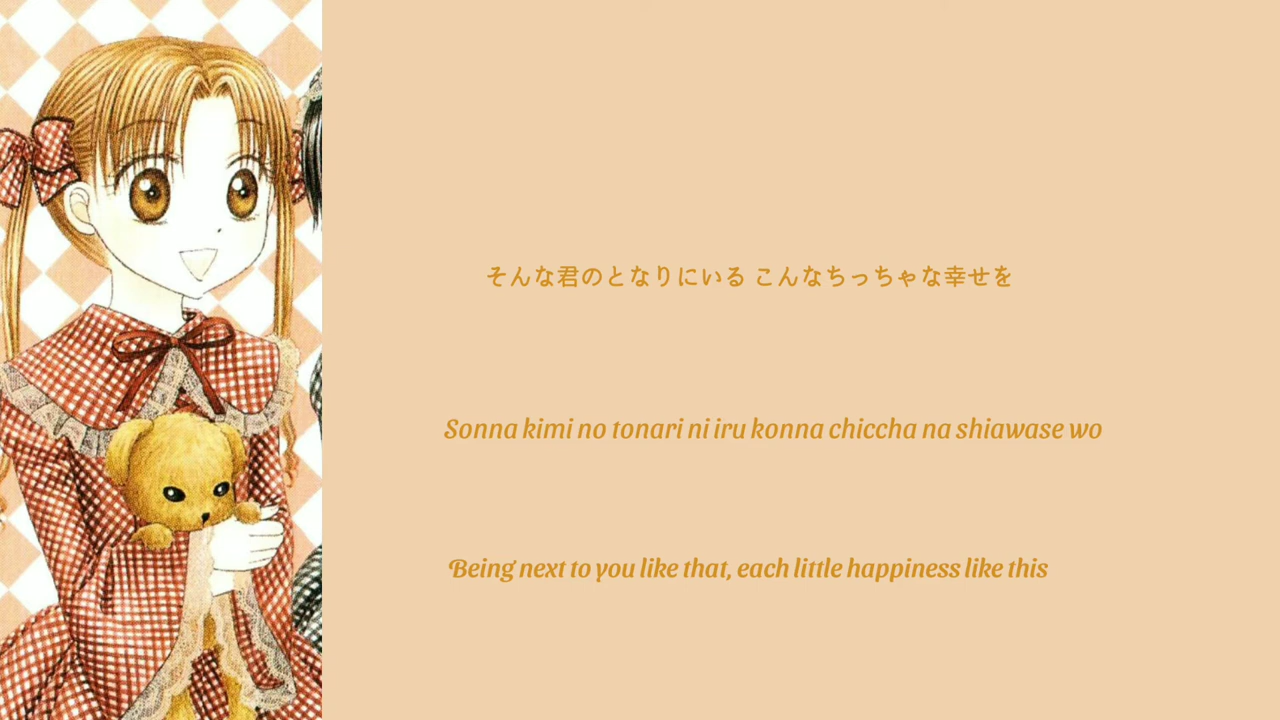 そんな君のとなりにいる こんなちっちゃな幸せを
Sonna kimi no tonari ni iru konna chiccha na shiawase wo
Being next to you like that, each little happiness like this